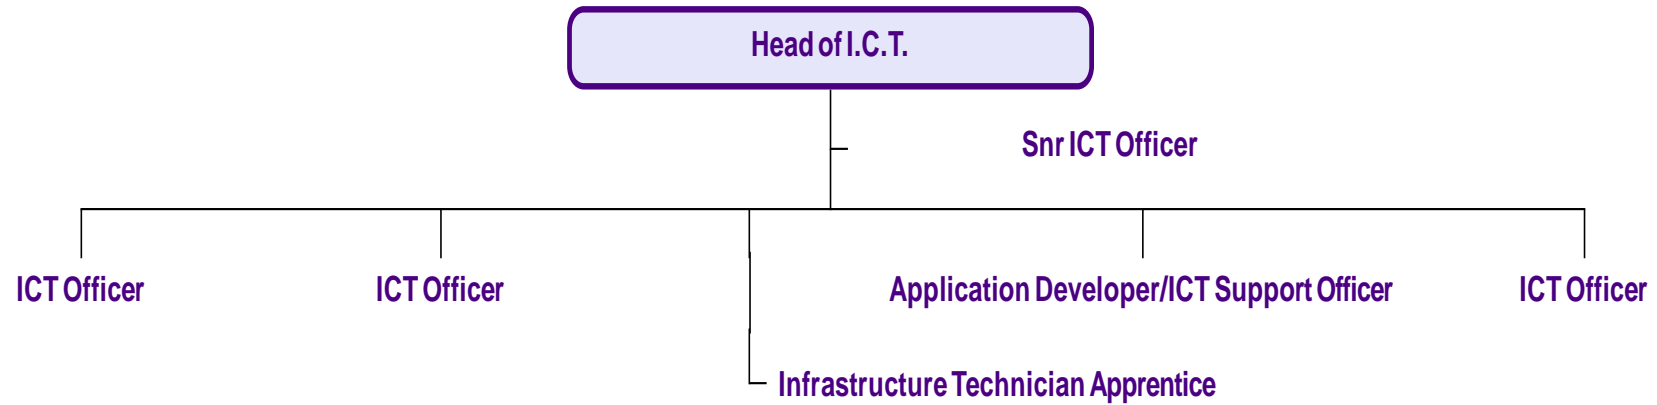 Head of I.C.T.
Snr ICT Officer
ICT Officer
ICT Officer
Application Developer/ICT Support Officer
ICT Officer
Infrastructure Technician Apprentice